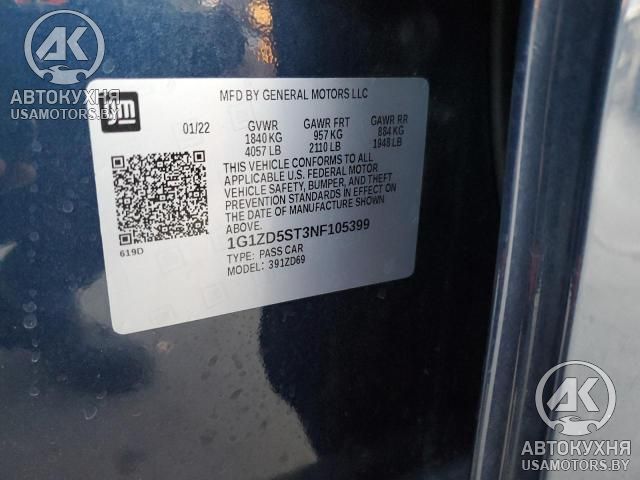 AK
АВТОКУХНЯ
USAMOTORS.BY
gm
MFD BY GENERAL MOTORS LLC
01/22 GVWR GAWR FRT GAWR RR
1840 KG 957 KG 884 KG
4057 LB 2110 LB 1948 LB
THIS VEHICLE CONFORMS TO ALL
APPLICABLE U.S. FEDERAL MOTOR
VEHICLE SAFETY, BUMPER, AND THEFT
PREVENTION STANDARDS IN EFFECT ON
THE DATE OF MANUFACTURE SHOWN ABOVE.
619D
1G1ZD5ST3NF105399
TYPE: PASS CAR
MODEL: 391ZD69
AK
АВТОКУХНЯ
USAMOTORS.BY